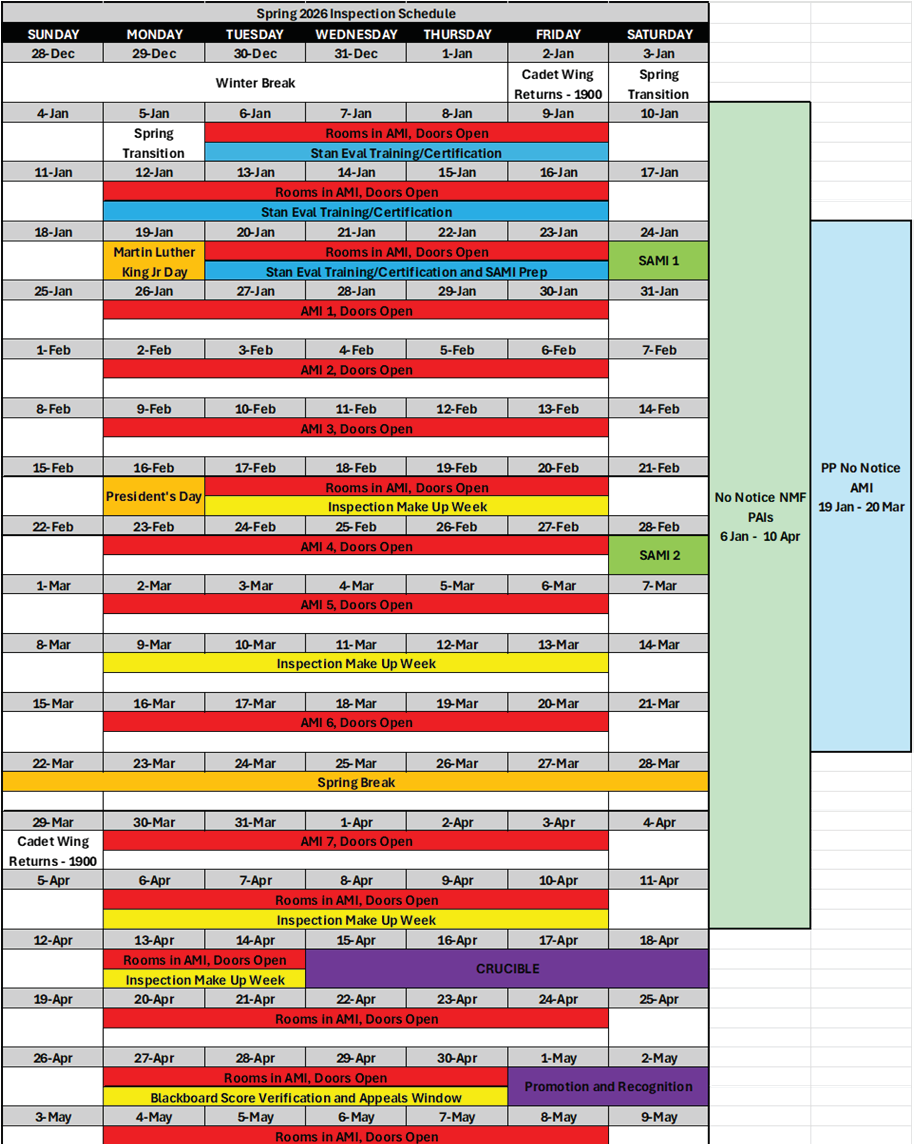 Spring 2026 Inspection Schedule
SUNDAY MONDAY TUESDAY WEDNESDAY THURSDAY FRIDAY SATURDAY
28-Dec 29-Dec 30-Dec 31-Dec 1-Jan 2-Jan 3-Jan
Winter Break
Cadet Wing
Returns - 1900
Spring
Transition
4-Jan 5-Jan 6-Jan 7-Jan 8-Jan 9-Jan 10-Jan
Spring
Transition
Rooms in AMI, Doors Open
Stan Eval Training/Certification
11-Jan 12-Jan 13-Jan 14-Jan 15-Jan 16-Jan 17-Jan
Rooms in AMI, Doors Open
Stan Eval Training/Certification
18-Jan 19-Jan 20-Jan 21-Jan 22-Jan 23-Jan 24-Jan
Martin Luther
King Jr Day
Rooms in AMI, Doors Open
Stan Eval Training/Certification and SAMI Prep
SAMI 1
25-Jan 26-Jan 27-Jan 28-Jan 29-Jan 30-Jan 31-Jan
AMI 1, Doors Open
1-Feb 2-Feb 3-Feb 4-Feb 5-Feb 6-Feb 7-Feb
AMI 2, Doors Open
8-Feb 9-Feb 10-Feb 11-Feb 12-Feb 13-Feb 14-Feb
AMI 3, Doors Open
15-Feb 16-Feb 17-Feb 18-Feb 19-Feb 20-Feb 21-Feb
President's Day
Rooms in AMI, Doors Open
Inspection Make Up Week
22-Feb 23-Feb 24-Feb 25-Feb 26-Feb 27-Feb 28-Feb
AMI 4, Doors Open
SAMI 2
1-Mar 2-Mar 3-Mar 4-Mar 5-Mar 6-Mar 7-Mar
AMI 5, Doors Open
8-Mar 9-Mar 10-Mar 11-Mar 12-Mar 13-Mar 14-Mar
Inspection Make Up Week
15-Mar 16-Mar 17-Mar 18-Mar 19-Mar 20-Mar 21-Mar
AMI 6, Doors Open
22-Mar 23-Mar 24-Mar 25-Mar 26-Mar 27-Mar 28-Mar
Spring Break
29-Mar 30-Mar 31-Mar 1-Apr 2-Apr 3-Apr 4-Apr
Cadet Wing
Returns - 1900
AMI 7, Doors Open
5-Apr 6-Apr 7-Apr 8-Apr 9-Apr 10-Apr 11-Apr
Rooms in AMI, Doors Open
Inspection Make Up Week
12-Apr 13-Apr 14-Apr 15-Apr 16-Apr 17-Apr 18-Apr
Rooms in AMI, Doors Open
Inspection Make Up Week
CRUCIBLE
19-Apr 20-Apr 21-Apr 22-Apr 23-Apr 24-Apr 25-Apr
Rooms in AMI, Doors Open
26-Apr 27-Apr 28-Apr 29-Apr 30-Apr 1-May 2-May
Rooms in AMI, Doors Open
Blackboard Score Verification and Appeals Window
Promotion and Recognition
3-May 4-May 5-May 6-May 7-May 8-May 9-May
Rooms in AMI, Doors Open
No Notice NMF
PAIs
6 Jan - 10 Apr
PP No Notice
AMI
19 Jan - 20 Mar